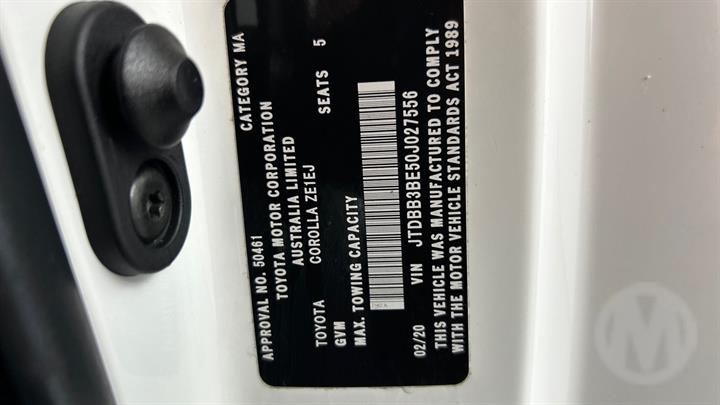 APPROVAL NO. 50461 CATEGORY MA
TOYOTA MOTOR CORPORATION
AUSTRALIA LIMITED
COROLLA ZE1EJ
TOYOTA SEATS 5
GVM
MAX. TOWING CAPACITY
02/20 VIN JTDBB3BE50J027556
THIS VEHICLE WAS MANUFACTURED TO COMPLY
WITH THE MOTOR VEHICLE STANDARDS ACT 1989
M